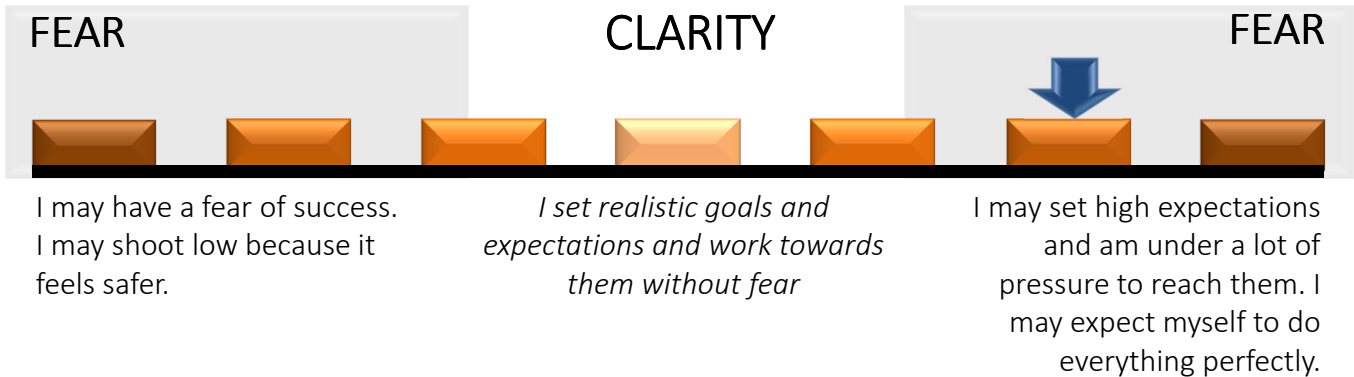 FEAR
CLARITY
FEAR
I may have a fear of success.
I may shoot low because it
feels safer.
I set realistic goals and
expectations and work towards
them without fear
I may set high expectations
and am under a lot of
pressure to reach them. I
may expect myself to do
everything perfectly.